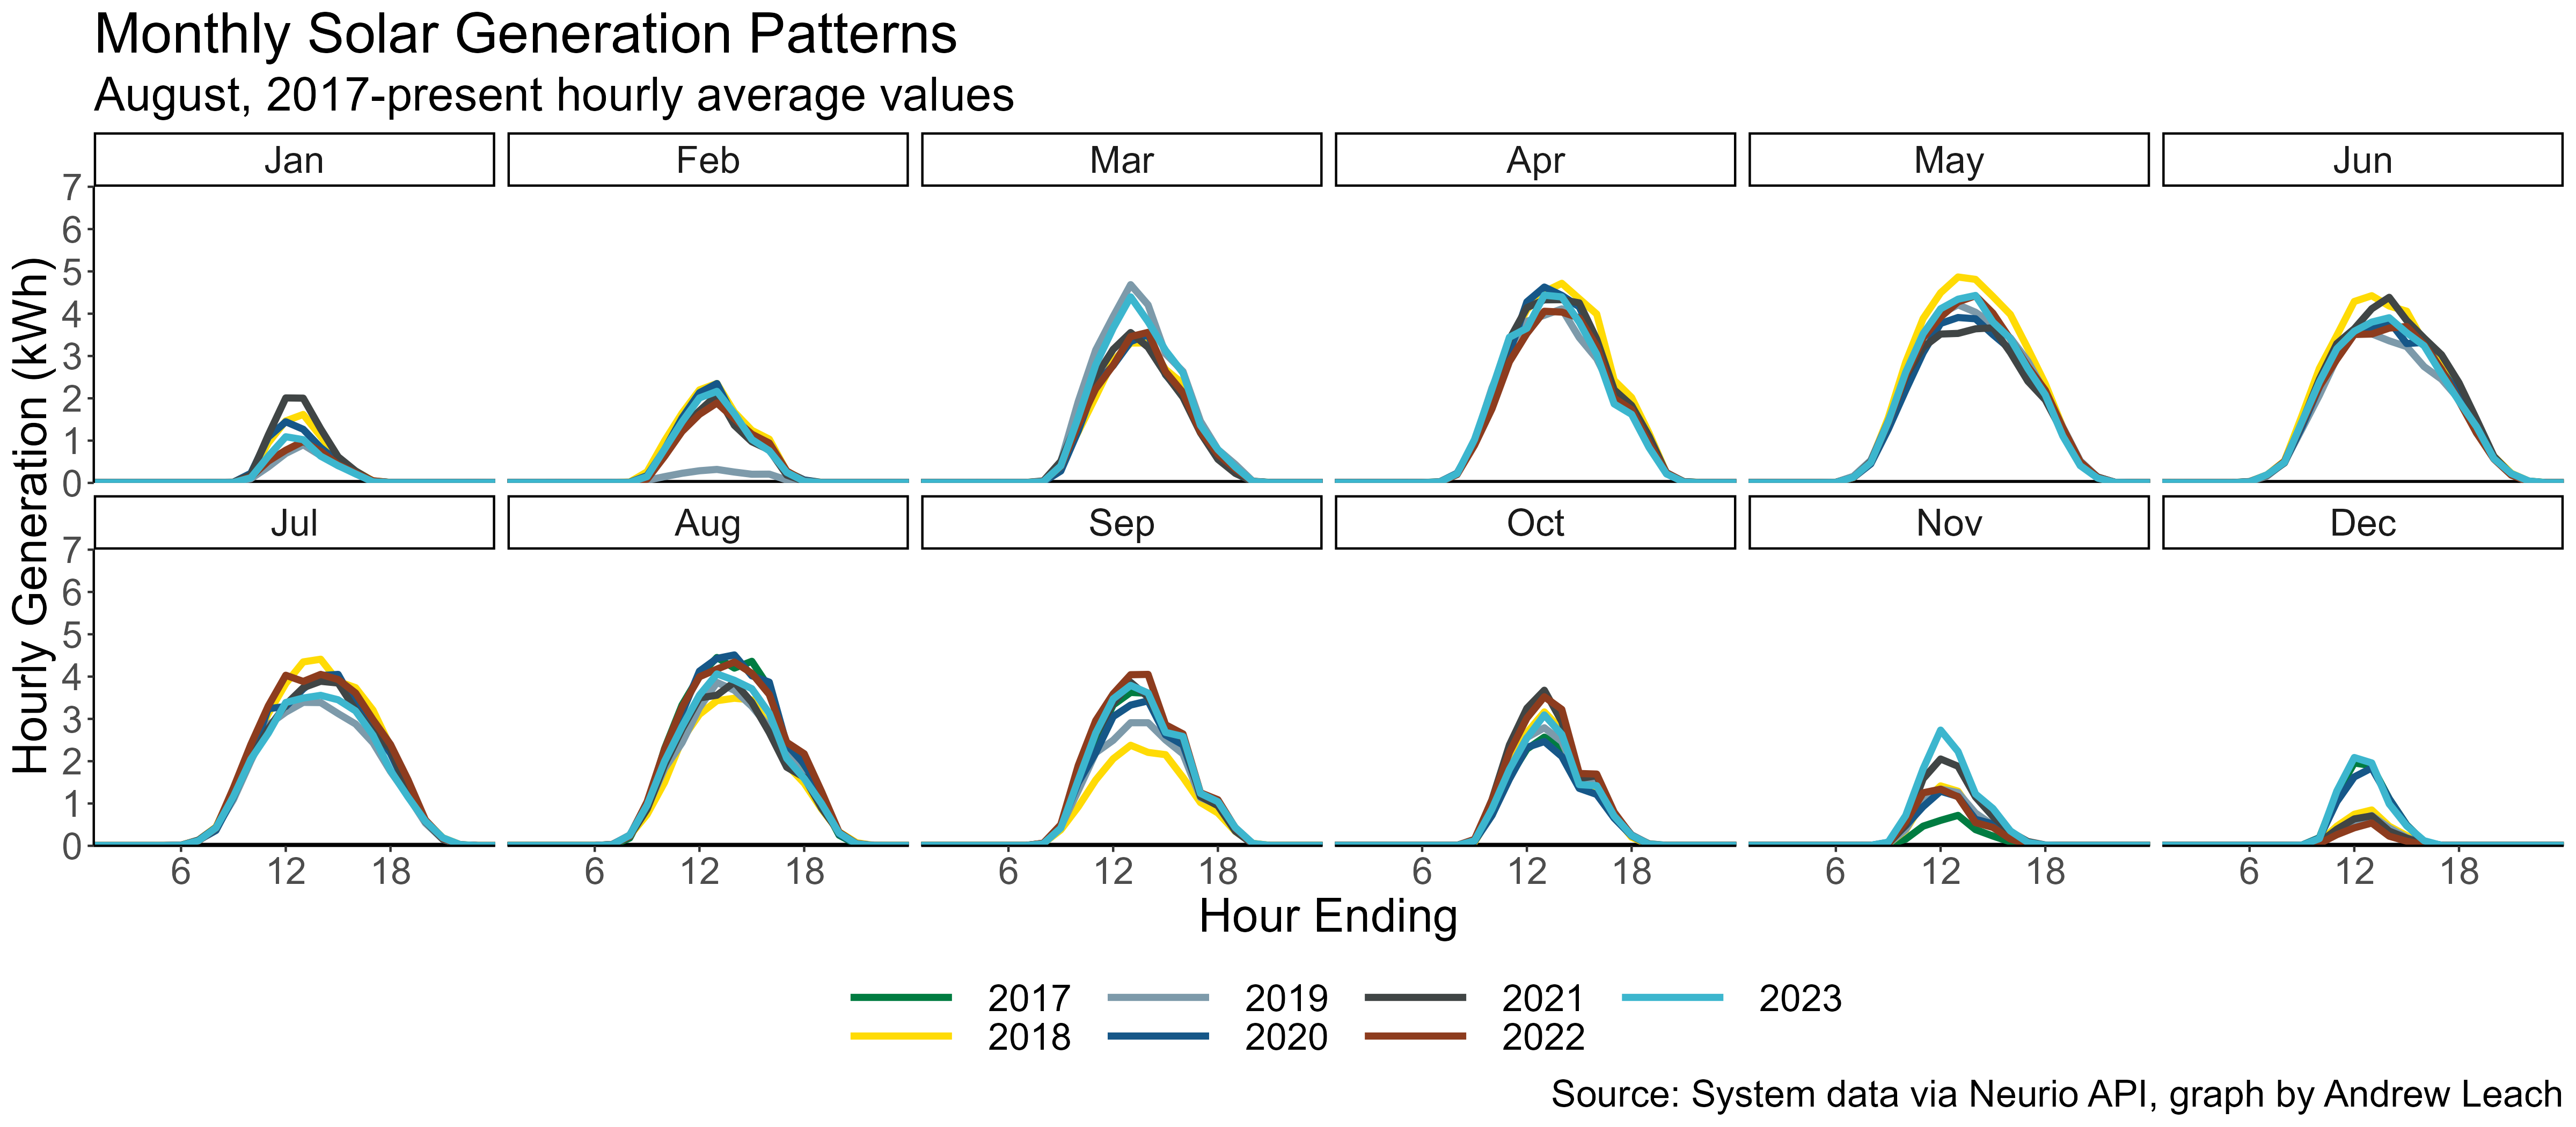 Monthly Solar Generation Patterns
August, 2017-present hourly average values
Jan Feb Mar Apr May Jun
7
6
5
4
3
2
1
0
Jul Aug Sep Oct Nov Dec
7
6
5
4
3
2
1
0
Hourly Generation (kWh)
6 12 18 6 12 18 6 12 18 6 12 18 6 12 18 6 12 18
Hour Ending
2017 2019 2021 2023
2018 2020 2022
Source: System data via Neurio API, graph by Andrew Leach